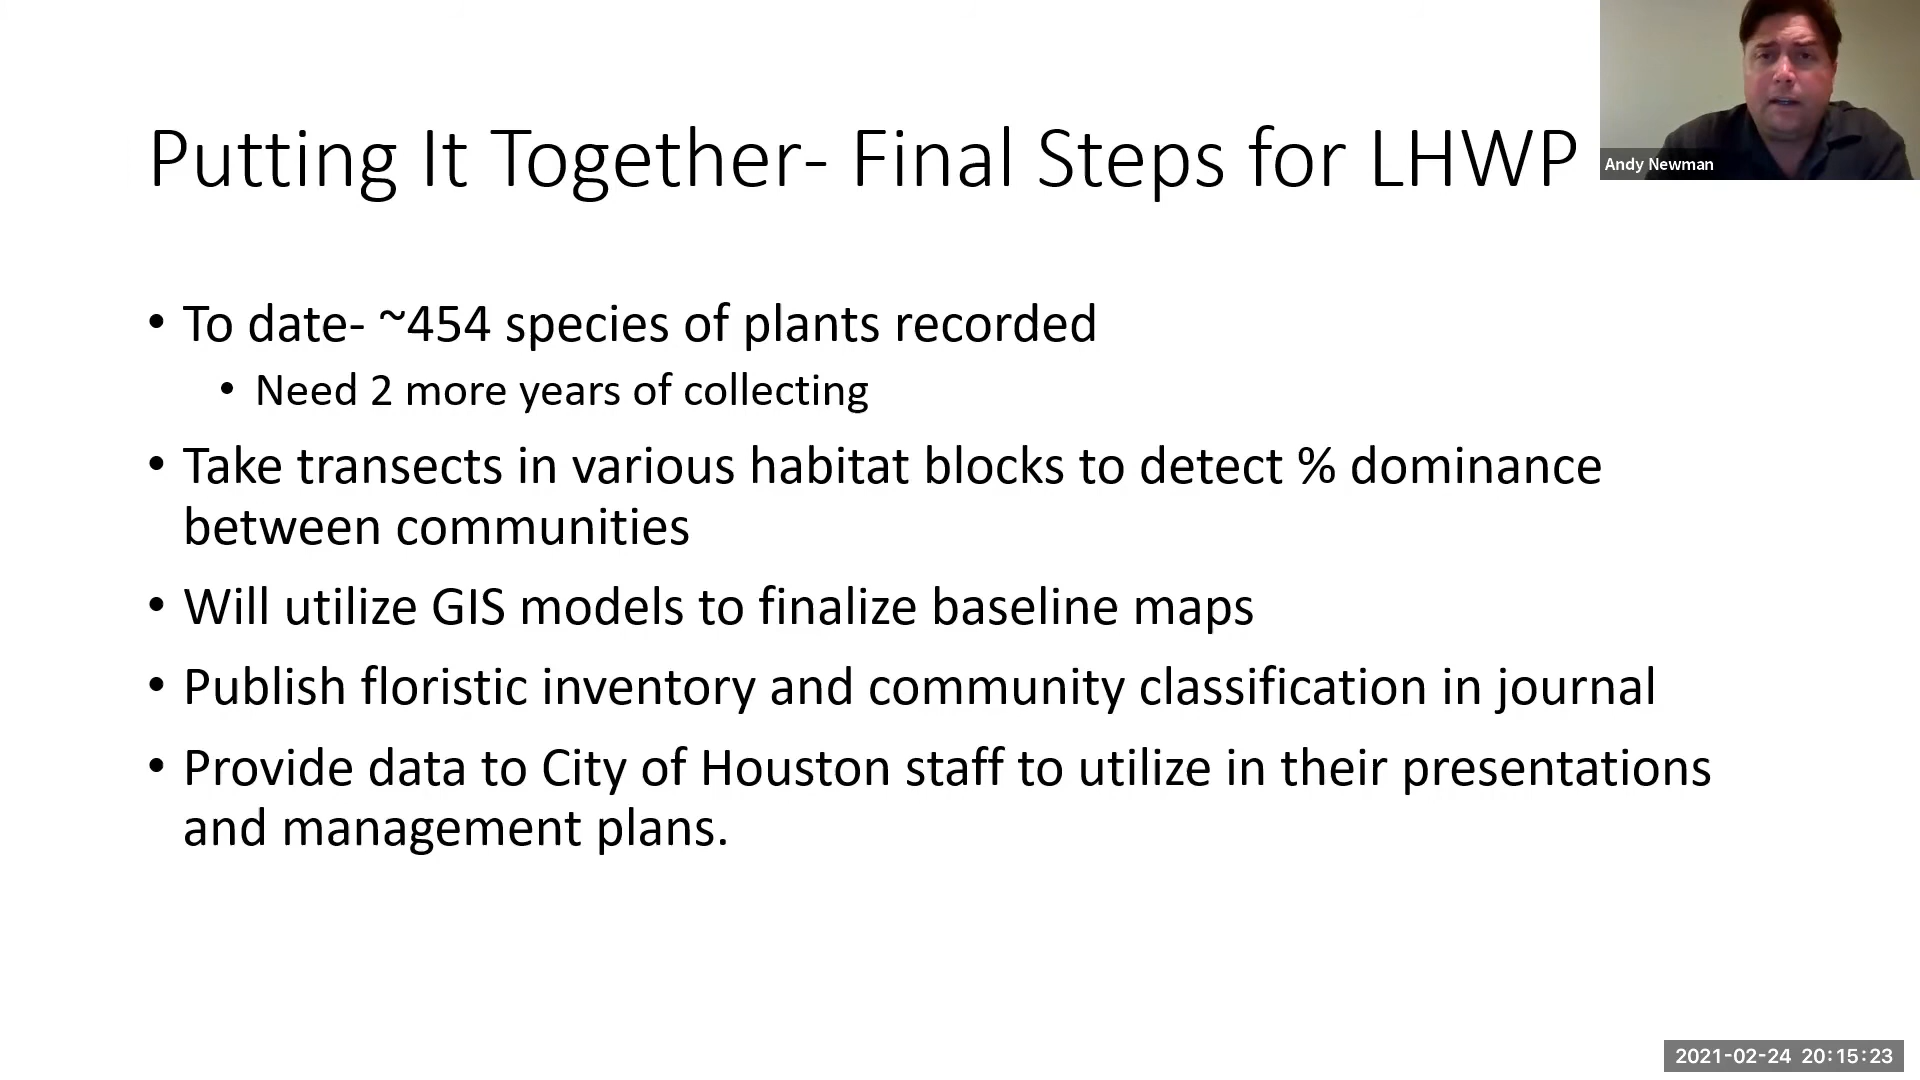 Putting It Together- Final Steps for LHWP
Andy Newman
• To date- ~454 species of plants recorded
• Need 2 more years of collecting
• Take transects in various habitat blocks to detect % dominance
between communities
• Will utilize GIS models to finalize baseline maps
• Publish floristic inventory and community classification in journal
• Provide data to City of Houston staff to utilize in their presentations
and management plans.
2021-02-24 20:15:23